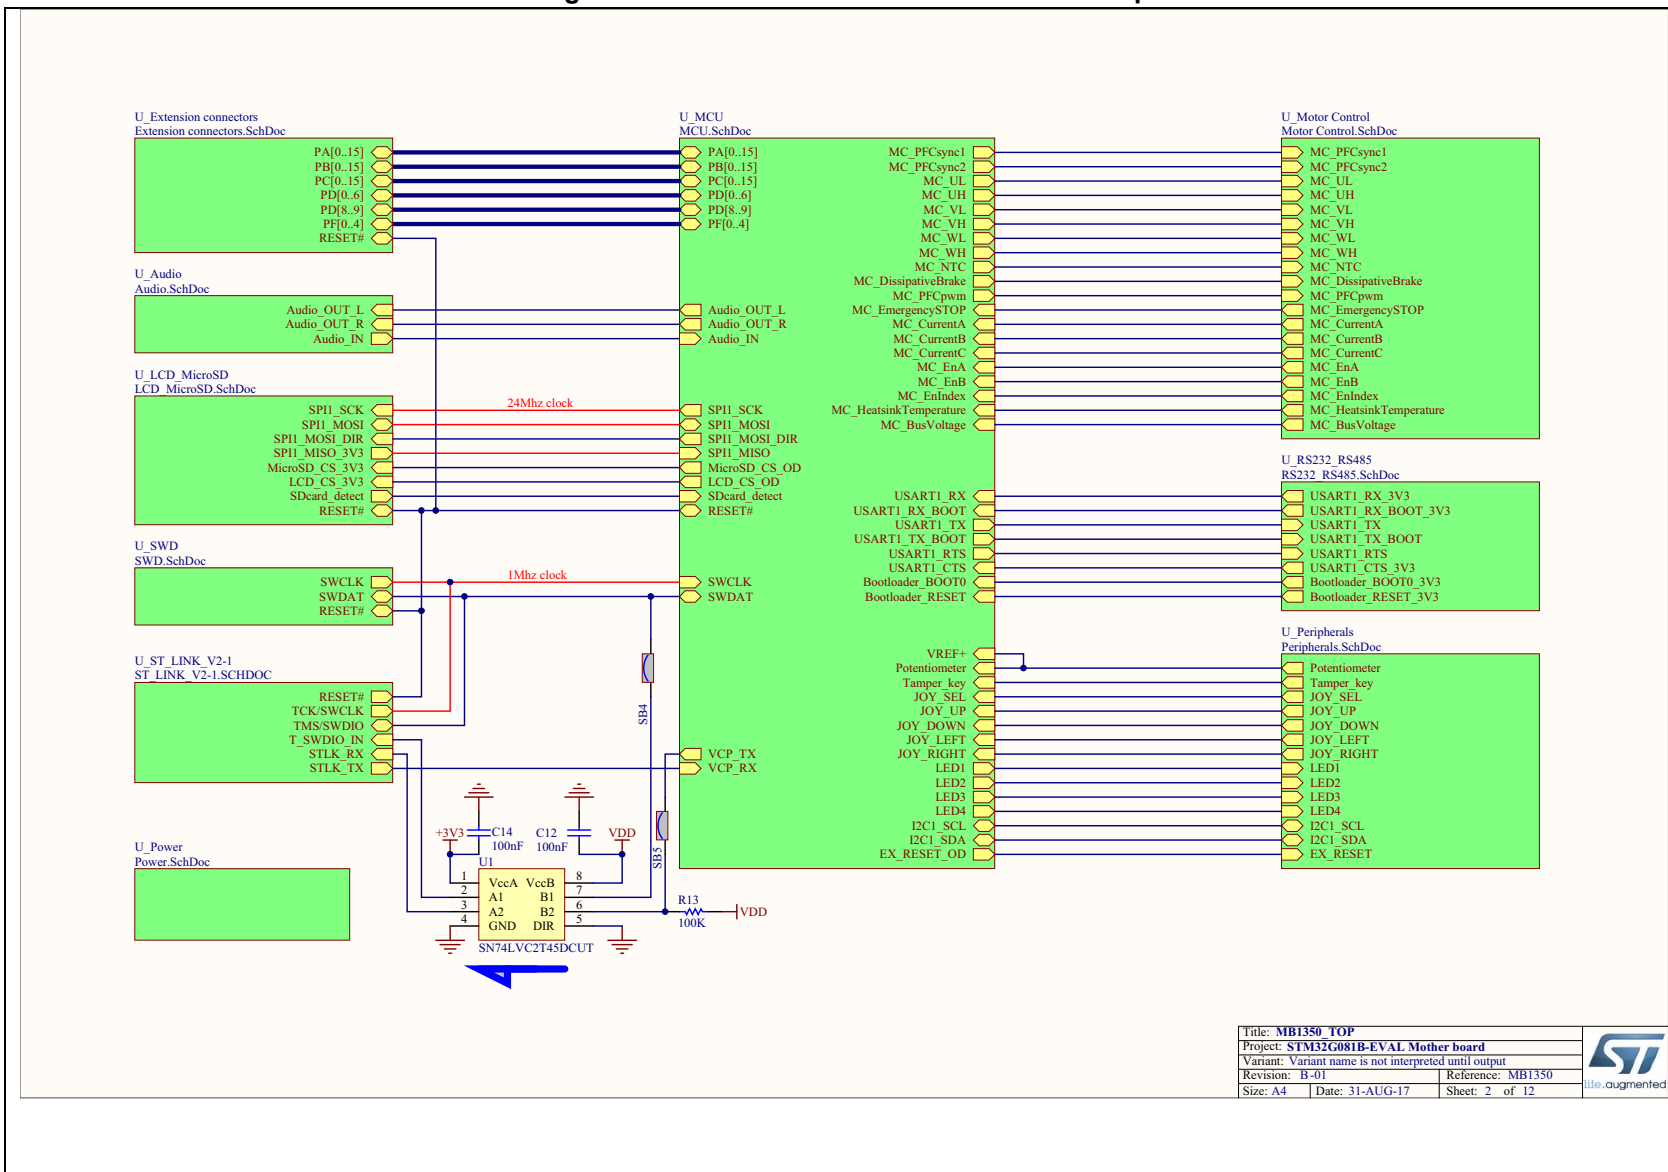 U_Extension connectors
Extension connectors.SchDoc
PA[0..15]
PB[0..15]
PC[0..15]
PD[0..6]
PD[8..9]
PF[0..4]
RESET#
U_Audio
Audio.SchDoc
Audio_OUT_L
Audio_OUT_R
Audio_IN
U_LCD_MicroSD
LCD_MicroSD.SchDoc
SPI1_SCK
SPI1_MOSI
SPI1_MOSI_DIR
SPI1_MISO_3V3
MicroSD_CS_3V3
LCD_CS_3V3
SDcard_detect
RESET#
24Mhz clock
U_SWD
SWD.SchDoc
SWCLK
SWDAT
RESET#
1Mhz clock
U_ST_LINK_V2-1
ST_LINK_V2-1.SCHDOC
RESET#
TCK/SWCLK
TMS/SWDIO
T_SWDIO_IN
STLK_RX
STLK_TX
U_Power
Power.SchDoc
+3V3
C14
100nF
C12
100nF
VDD
U1
1
2
3
4
VccA VccB
A1 B1
A2 B2
GND DIR
8
7
6
5
SN74LVC2T45DCUT
SB4
SB5
R13
100K
VDD
U_MCU
MCU.SchDoc
PA[0..15]
PB[0..15]
PC[0..15]
PD[0..6]
PD[8..9]
PF[0..4]
Audio_OUT_L
Audio_OUT_R
Audio_IN
SPI1_SCK
SPI1_MOSI
SPI1_MOSI_DIR
SPI1_MISO
MicroSD_CS_OD
LCD_CS_OD
SDcard_detect
RESET#
SWCLK
SWDAT
VCP_TX
VCP_RX
MC_PFCsync1
MC_PFCsync2
MC_UL
MC_UH
MC_VL
MC_VH
MC_WL
MC_WH
MC_NTC
MC_DissipativeBrake
MC_PFCpwm
MC_EmergencySTOP
MC_CurrentA
MC_CurrentB
MC_CurrentC
MC_EnA
MC_EnB
MC_EnIndex
MC_HeatsinkTemperature
MC_BusVoltage
USART1_RX
USART1_RX_BOOT
USART1_TX
USART1_TX_BOOT
USART1_RTS
USART1_CTS
Bootloader_BOOT0
Bootloader_RESET
VREF+
Potentiometer
Tamper_key
JOY_SEL
JOY_UP
JOY_DOWN
JOY_LEFT
JOY_RIGHT
LED1
LED2
LED3
LED4
I2C1_SCL
I2C1_SDA
EX_RESET_OD
U_Motor Control
Motor Control.SchDoc
MC_PFCsync1
MC_PFCsync2
MC_UL
MC_UH
MC_VL
MC_VH
MC_WL
MC_WH
MC_NTC
MC_DissipativeBrake
MC_PFCpwm
MC_EmergencySTOP
MC_CurrentA
MC_CurrentB
MC_CurrentC
MC_EnA
MC_EnB
MC_EnIndex
MC_HeatsinkTemperature
MC_BusVoltage
U_RS232_RS485
RS232_RS485.SchDoc
USART1_RX_3V3
USART1_RX_BOOT_3V3
USART1_TX
USART1_TX_BOOT
USART1_RTS
USART1_CTS_3V3
Bootloader_BOOT0_3V3
Bootloader_RESET_3V3
U_Peripherals
Peripherals.SchDoc
Potentiometer
Tamper_key
JOY_SEL
JOY_UP
JOY_DOWN
JOY_LEFT
JOY_RIGHT
LED1
LED2
LED3
LED4
I2C1_SCL
I2C1_SDA
EX_RESET
Title: MB1350_TOP
Project: STM32G081B-EVAL Mother board
Variant: Variant name is not interpreted until output
Revision: B-01 Reference: MB1350
Size: A4 Date: 31-AUG-17 Sheet: 2 of 12
ST
life.augmented